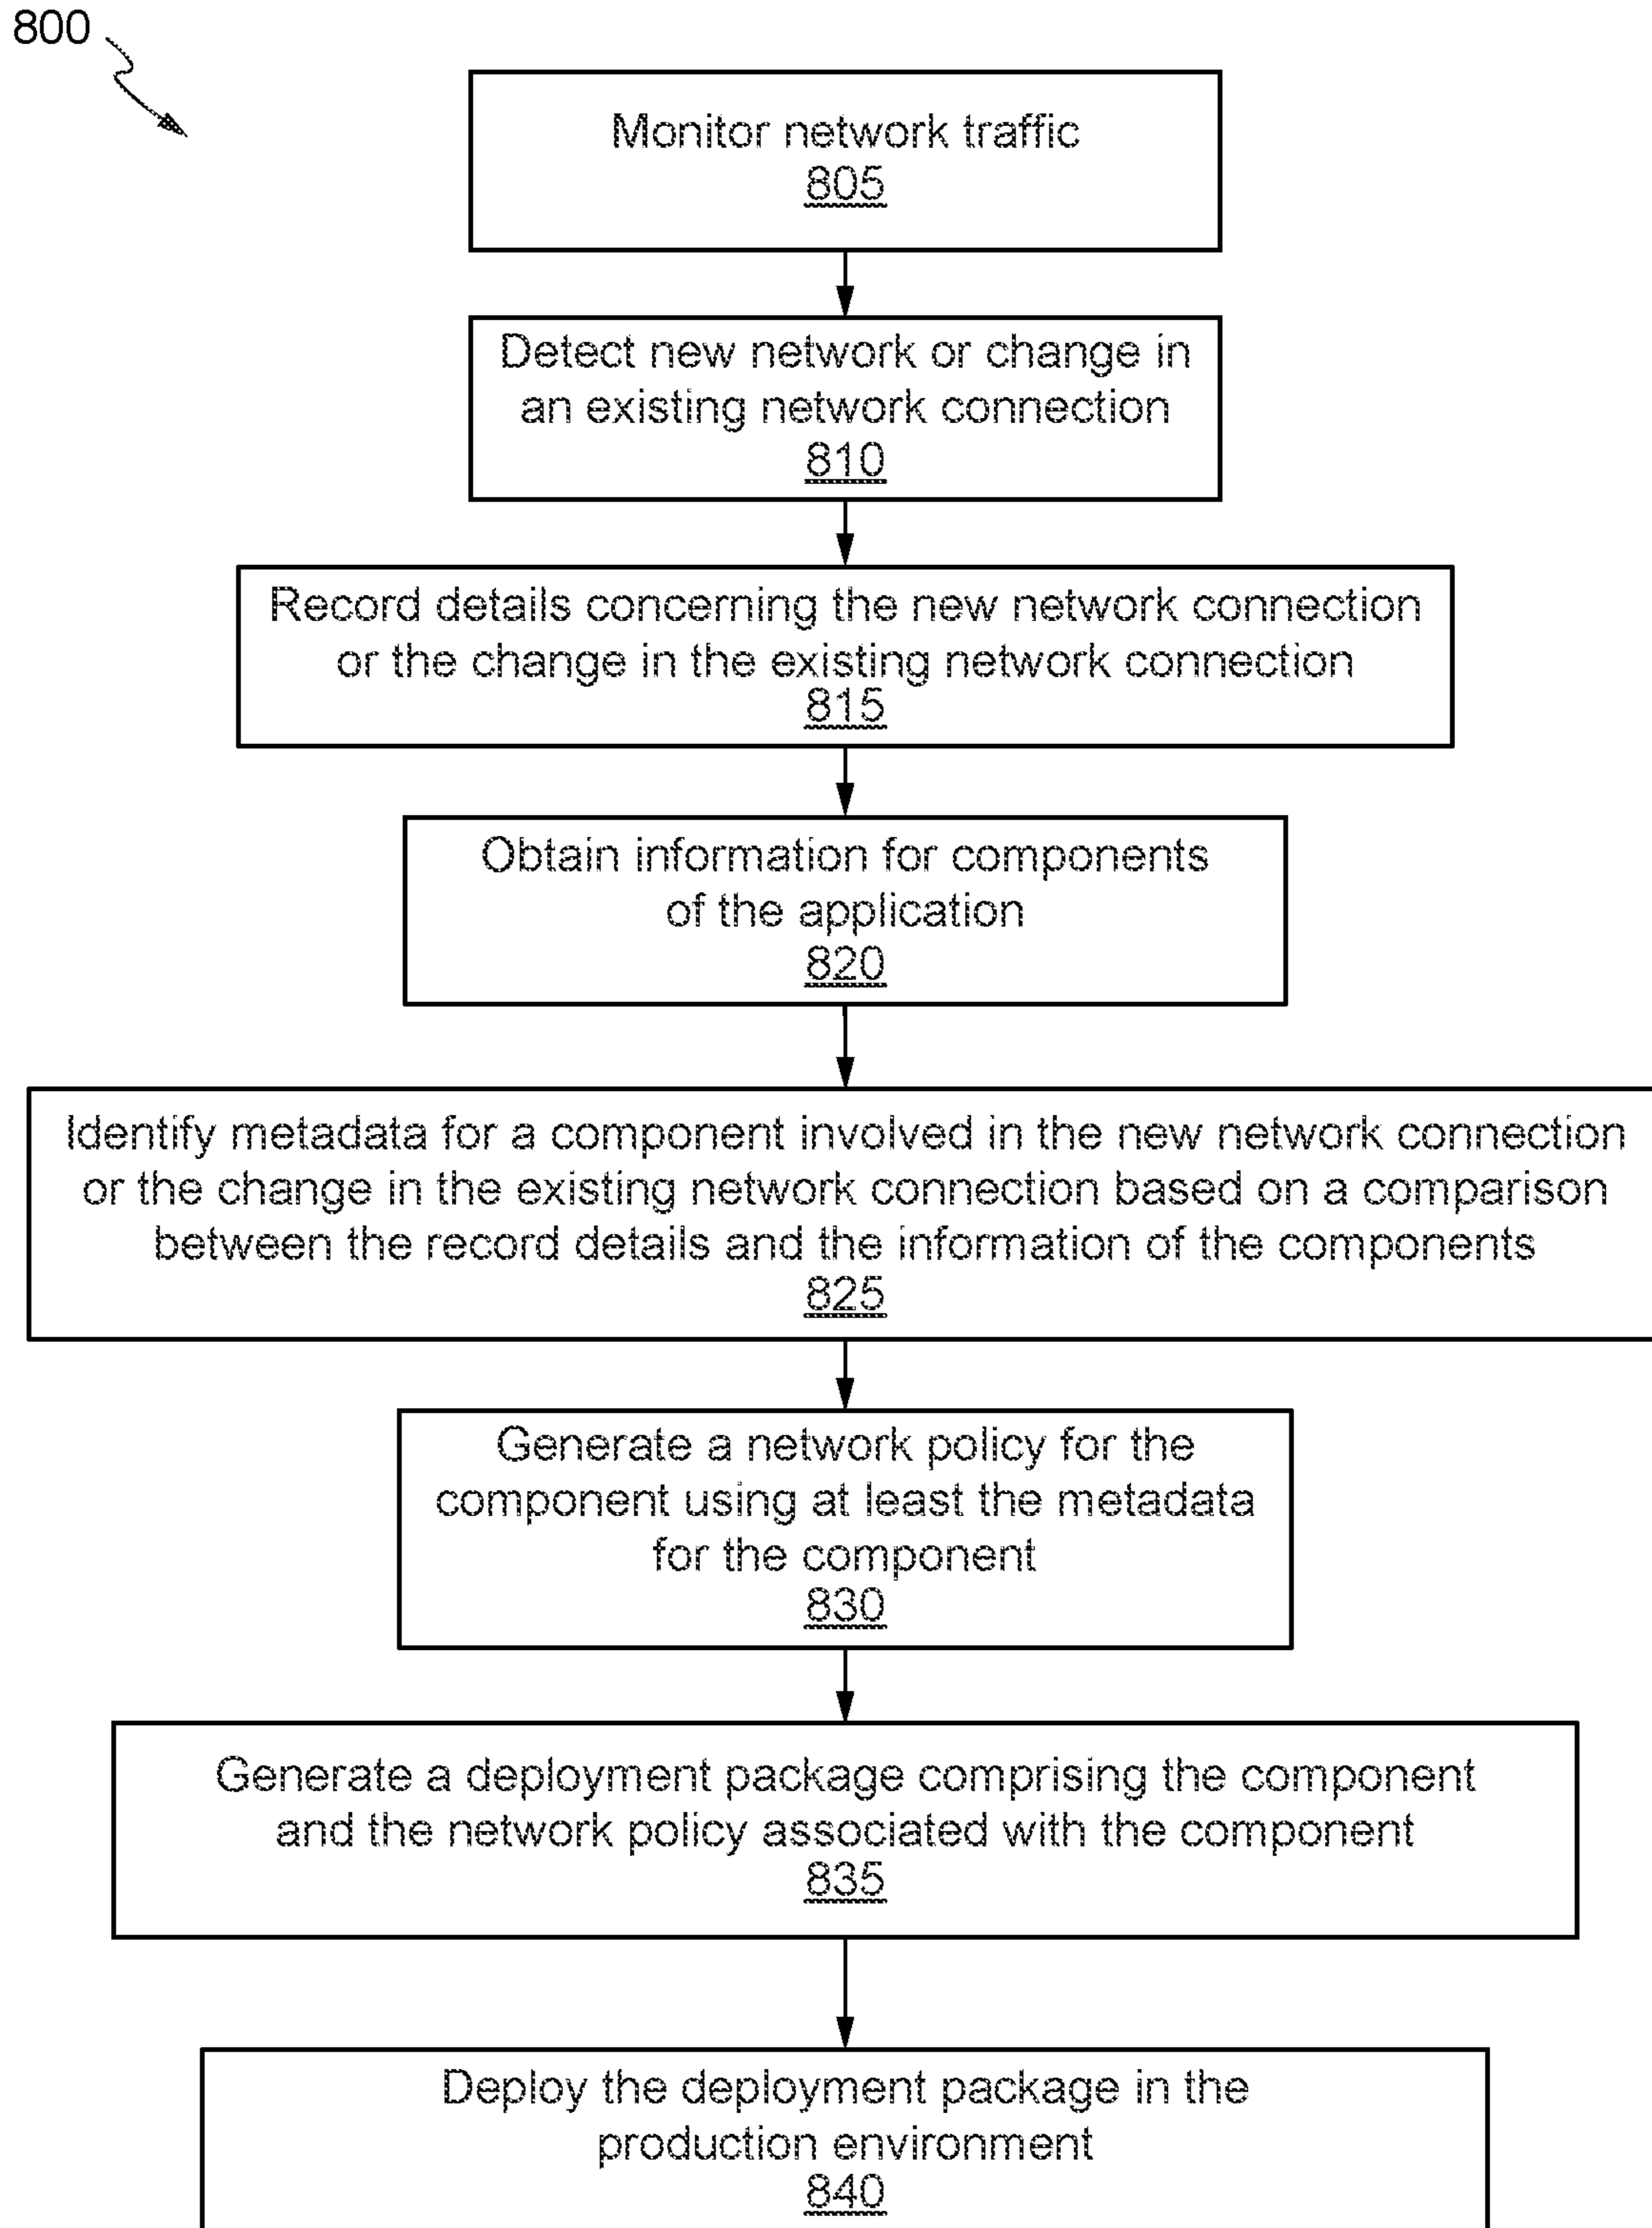 800
Monitor network traffic
805
Detect new network or change in
an existing network connection
810
Record details concerning the new network connection
or the change in the existing network connection
815
Obtain information for components
of the application
820
Identify metadata for a component involved in the new network connection
or the change in the existing network connection based on a comparison
between the record details and the information of the components
825
Generate a network policy for the
component using at least the metadata
for the component
830
Generate a deployment package comprising the component
and the network policy associated with the component
835
Deploy the deployment package in the
production environment
840